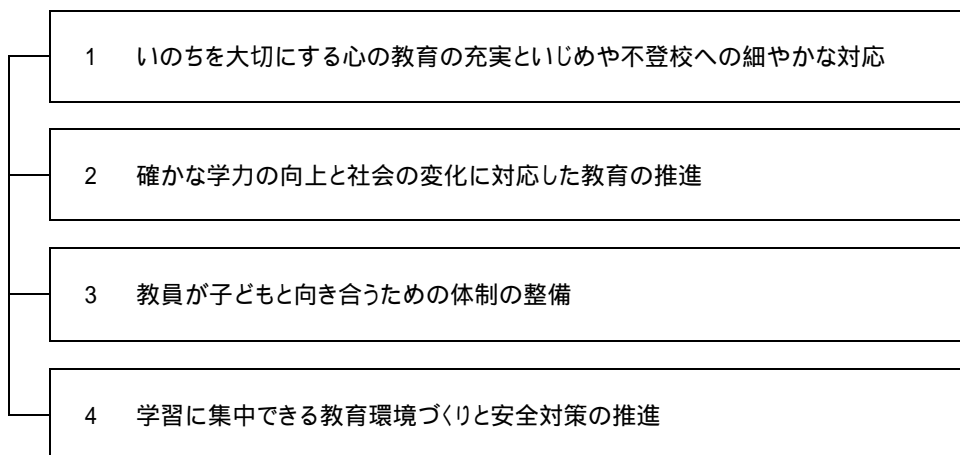 1 いのちを大切にする心の教育の充実といじめや不登校への細やかな対応
2 確かな学力の向上と社会の変化に対応した教育の推進
3 教員が子どもと向き合うための体制の整備
4 学習に集中できる教育環境づくりと安全対策の推進